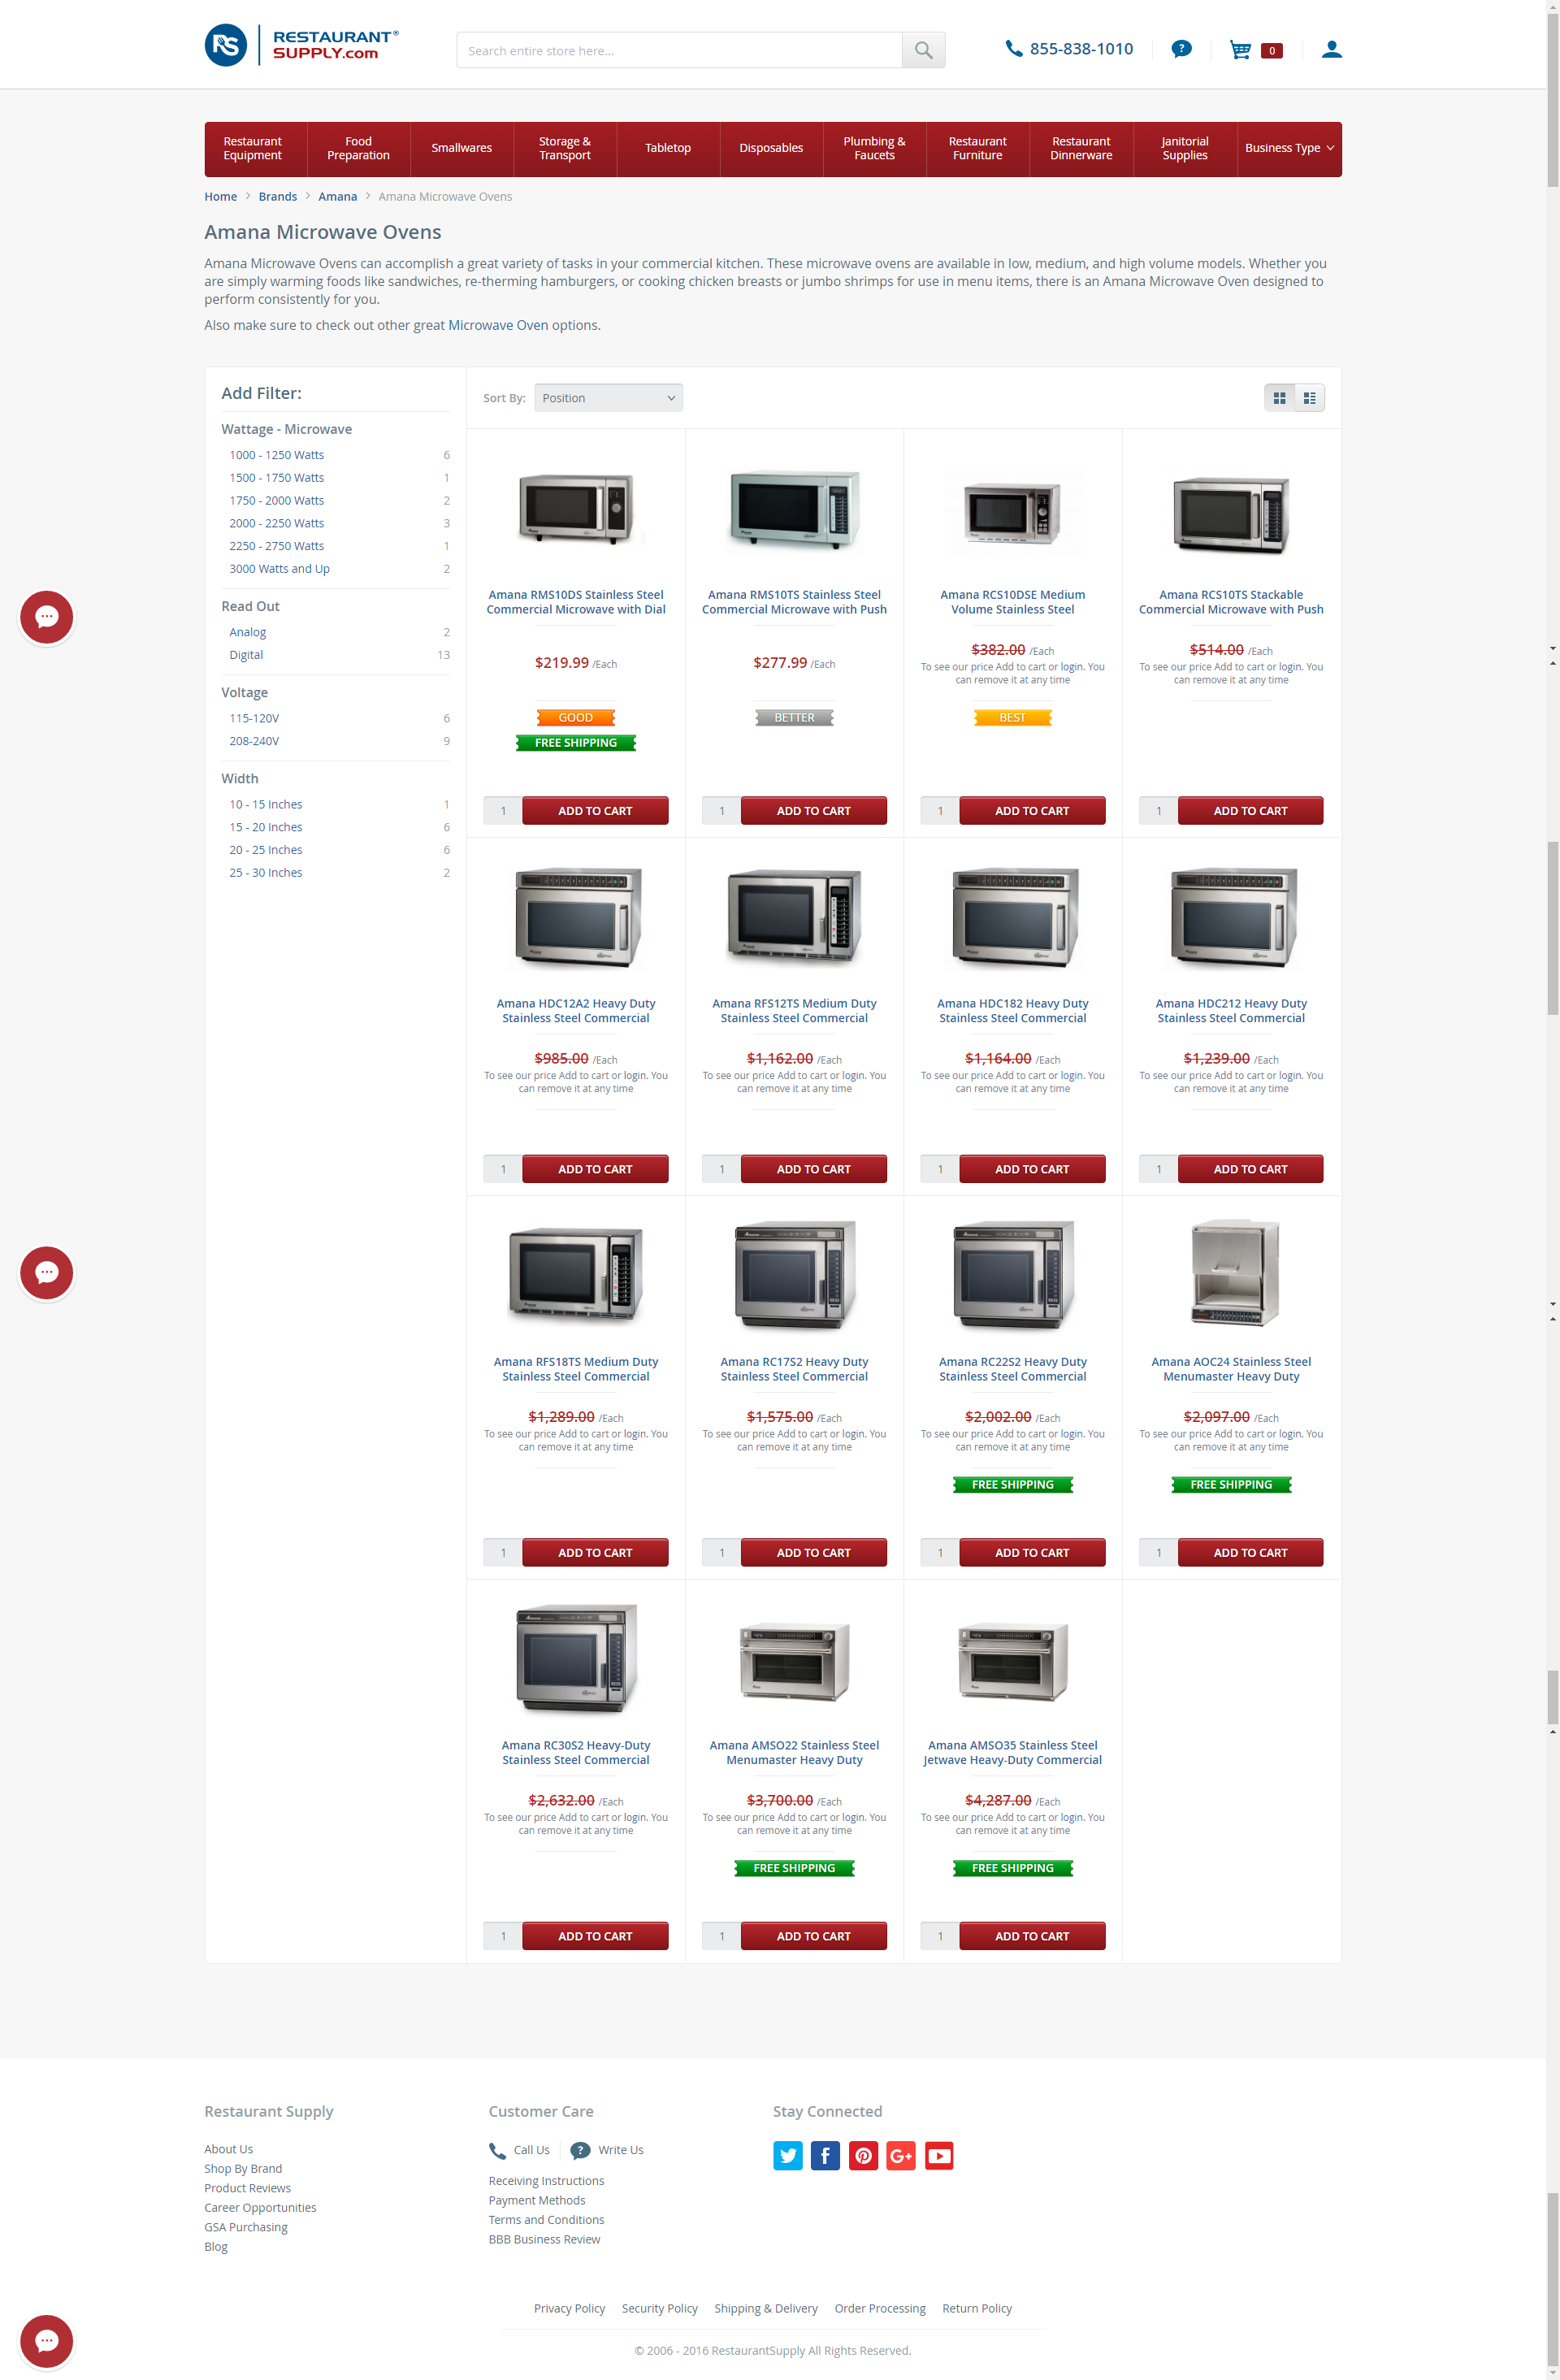 RS RESTAURANT®
SUPPLY.com
Search entire store here...
855-838-1010
?
0
Restaurant Equipment
Food Preparation
Smallwares
Storage & Transport
Tabletop
Disposables
Plumbing & Faucets
Restaurant Furniture
Restaurant Dinnerware
Janitorial Supplies
Business Type
Home > Brands > Amana > Amana Microwave Ovens
Amana Microwave Ovens
Amana Microwave Ovens can accomplish a great variety of tasks in your commercial kitchen. These microwave ovens are available in low, medium, and high volume models. Whether you
are simply warming foods like sandwiches, re-therming hamburgers, or cooking chicken breasts or jumbo shrimps for use in menu items, there is an Amana Microwave Oven designed to
perform consistently for you.
Also make sure to check out other great Microwave Oven options.
Add Filter:
Wattage - Microwave
1000 - 1250 Watts 6
1500 - 1750 Watts 1
1750 - 2000 Watts 2
2000 - 2250 Watts 3
2250 - 2750 Watts 1
3000 Watts and Up 2
Read Out
Analog 2
Digital 13
Voltage
115-120V 6
208-240V 9
Width
10 - 15 Inches 1
15 - 20 Inches 6
20 - 25 Inches 6
25 - 30 Inches 2
Sort By: Position
Amana RMS10DS Stainless Steel
Commercial Microwave with Dial
$219.99 /Each
GOOD
FREE SHIPPING
1 ADD TO CART
Amana RMS10TS Stainless Steel
Commercial Microwave with Push
$277.99 /Each
BETTER
1 ADD TO CART
Amana RCS10DSE Medium
Volume Stainless Steel
$382.00 /Each
To see our price Add to cart or login. You
can remove it at any time
BEST
1 ADD TO CART
Amana RCS10TS Stackable
Commercial Microwave with Push
$514.00 /Each
To see our price Add to cart or login. You
can remove it at any time
1 ADD TO CART
Amana HDC12A2 Heavy Duty
Stainless Steel Commercial
$985.00 /Each
To see our price Add to cart or login. You
can remove it at any time
1 ADD TO CART
Amana RFS12TS Medium Duty
Stainless Steel Commercial
$1,162.00 /Each
To see our price Add to cart or login. You
can remove it at any time
1 ADD TO CART
Amana HDC182 Heavy Duty
Stainless Steel Commercial
$1,164.00 /Each
To see our price Add to cart or login. You
can remove it at any time
1 ADD TO CART
Amana HDC212 Heavy Duty
Stainless Steel Commercial
$1,239.00 /Each
To see our price Add to cart or login. You
can remove it at any time
1 ADD TO CART
Amana RFS18TS Medium Duty
Stainless Steel Commercial
$1,289.00 /Each
To see our price Add to cart or login. You
can remove it at any time
1 ADD TO CART
Amana RC17S2 Heavy Duty
Stainless Steel Commercial
$1,575.00 /Each
To see our price Add to cart or login. You
can remove it at any time
1 ADD TO CART
Amana RC22S2 Heavy Duty
Stainless Steel Commercial
$2,002.00 /Each
To see our price Add to cart or login. You
can remove it at any time
FREE SHIPPING
1 ADD TO CART
Amana AOC24 Stainless Steel
Menumaster Heavy Duty
$2,097.00 /Each
To see our price Add to cart or login. You
can remove it at any time
FREE SHIPPING
1 ADD TO CART
Amana RC30S2 Heavy-Duty
Stainless Steel Commercial
$2,632.00 /Each
To see our price Add to cart or login. You
can remove it at any time
1 ADD TO CART
Amana AMSO22 Stainless Steel
Menumaster Heavy Duty
$3,700.00 /Each
To see our price Add to cart or login. You
can remove it at any time
FREE SHIPPING
1 ADD TO CART
Amana AMSO35 Stainless Steel
Jetwave Heavy-Duty Commercial
$4,287.00 /Each
To see our price Add to cart or login. You
can remove it at any time
FREE SHIPPING
1 ADD TO CART
Restaurant Supply
About Us
Shop By Brand
Product Reviews
Career Opportunities
GSA Purchasing
Blog
Customer Care
Call Us ? Write Us
Receiving Instructions
Payment Methods
Terms and Conditions
BBB Business Review
Stay Connected
f G+
Privacy Policy Security Policy Shipping & Delivery Order Processing Return Policy
© 2006 - 2016 RestaurantSupply All Rights Reserved.